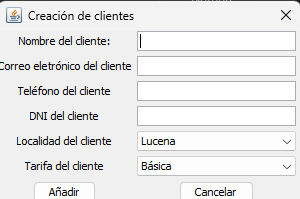 Creación de clientes
Nombre del cliente:
Correo eletrónico del cliente
Teléfono del cliente
DNI del cliente
Localidad del cliente Lucena
Tarifa del cliente Básica
Añadir Cancelar